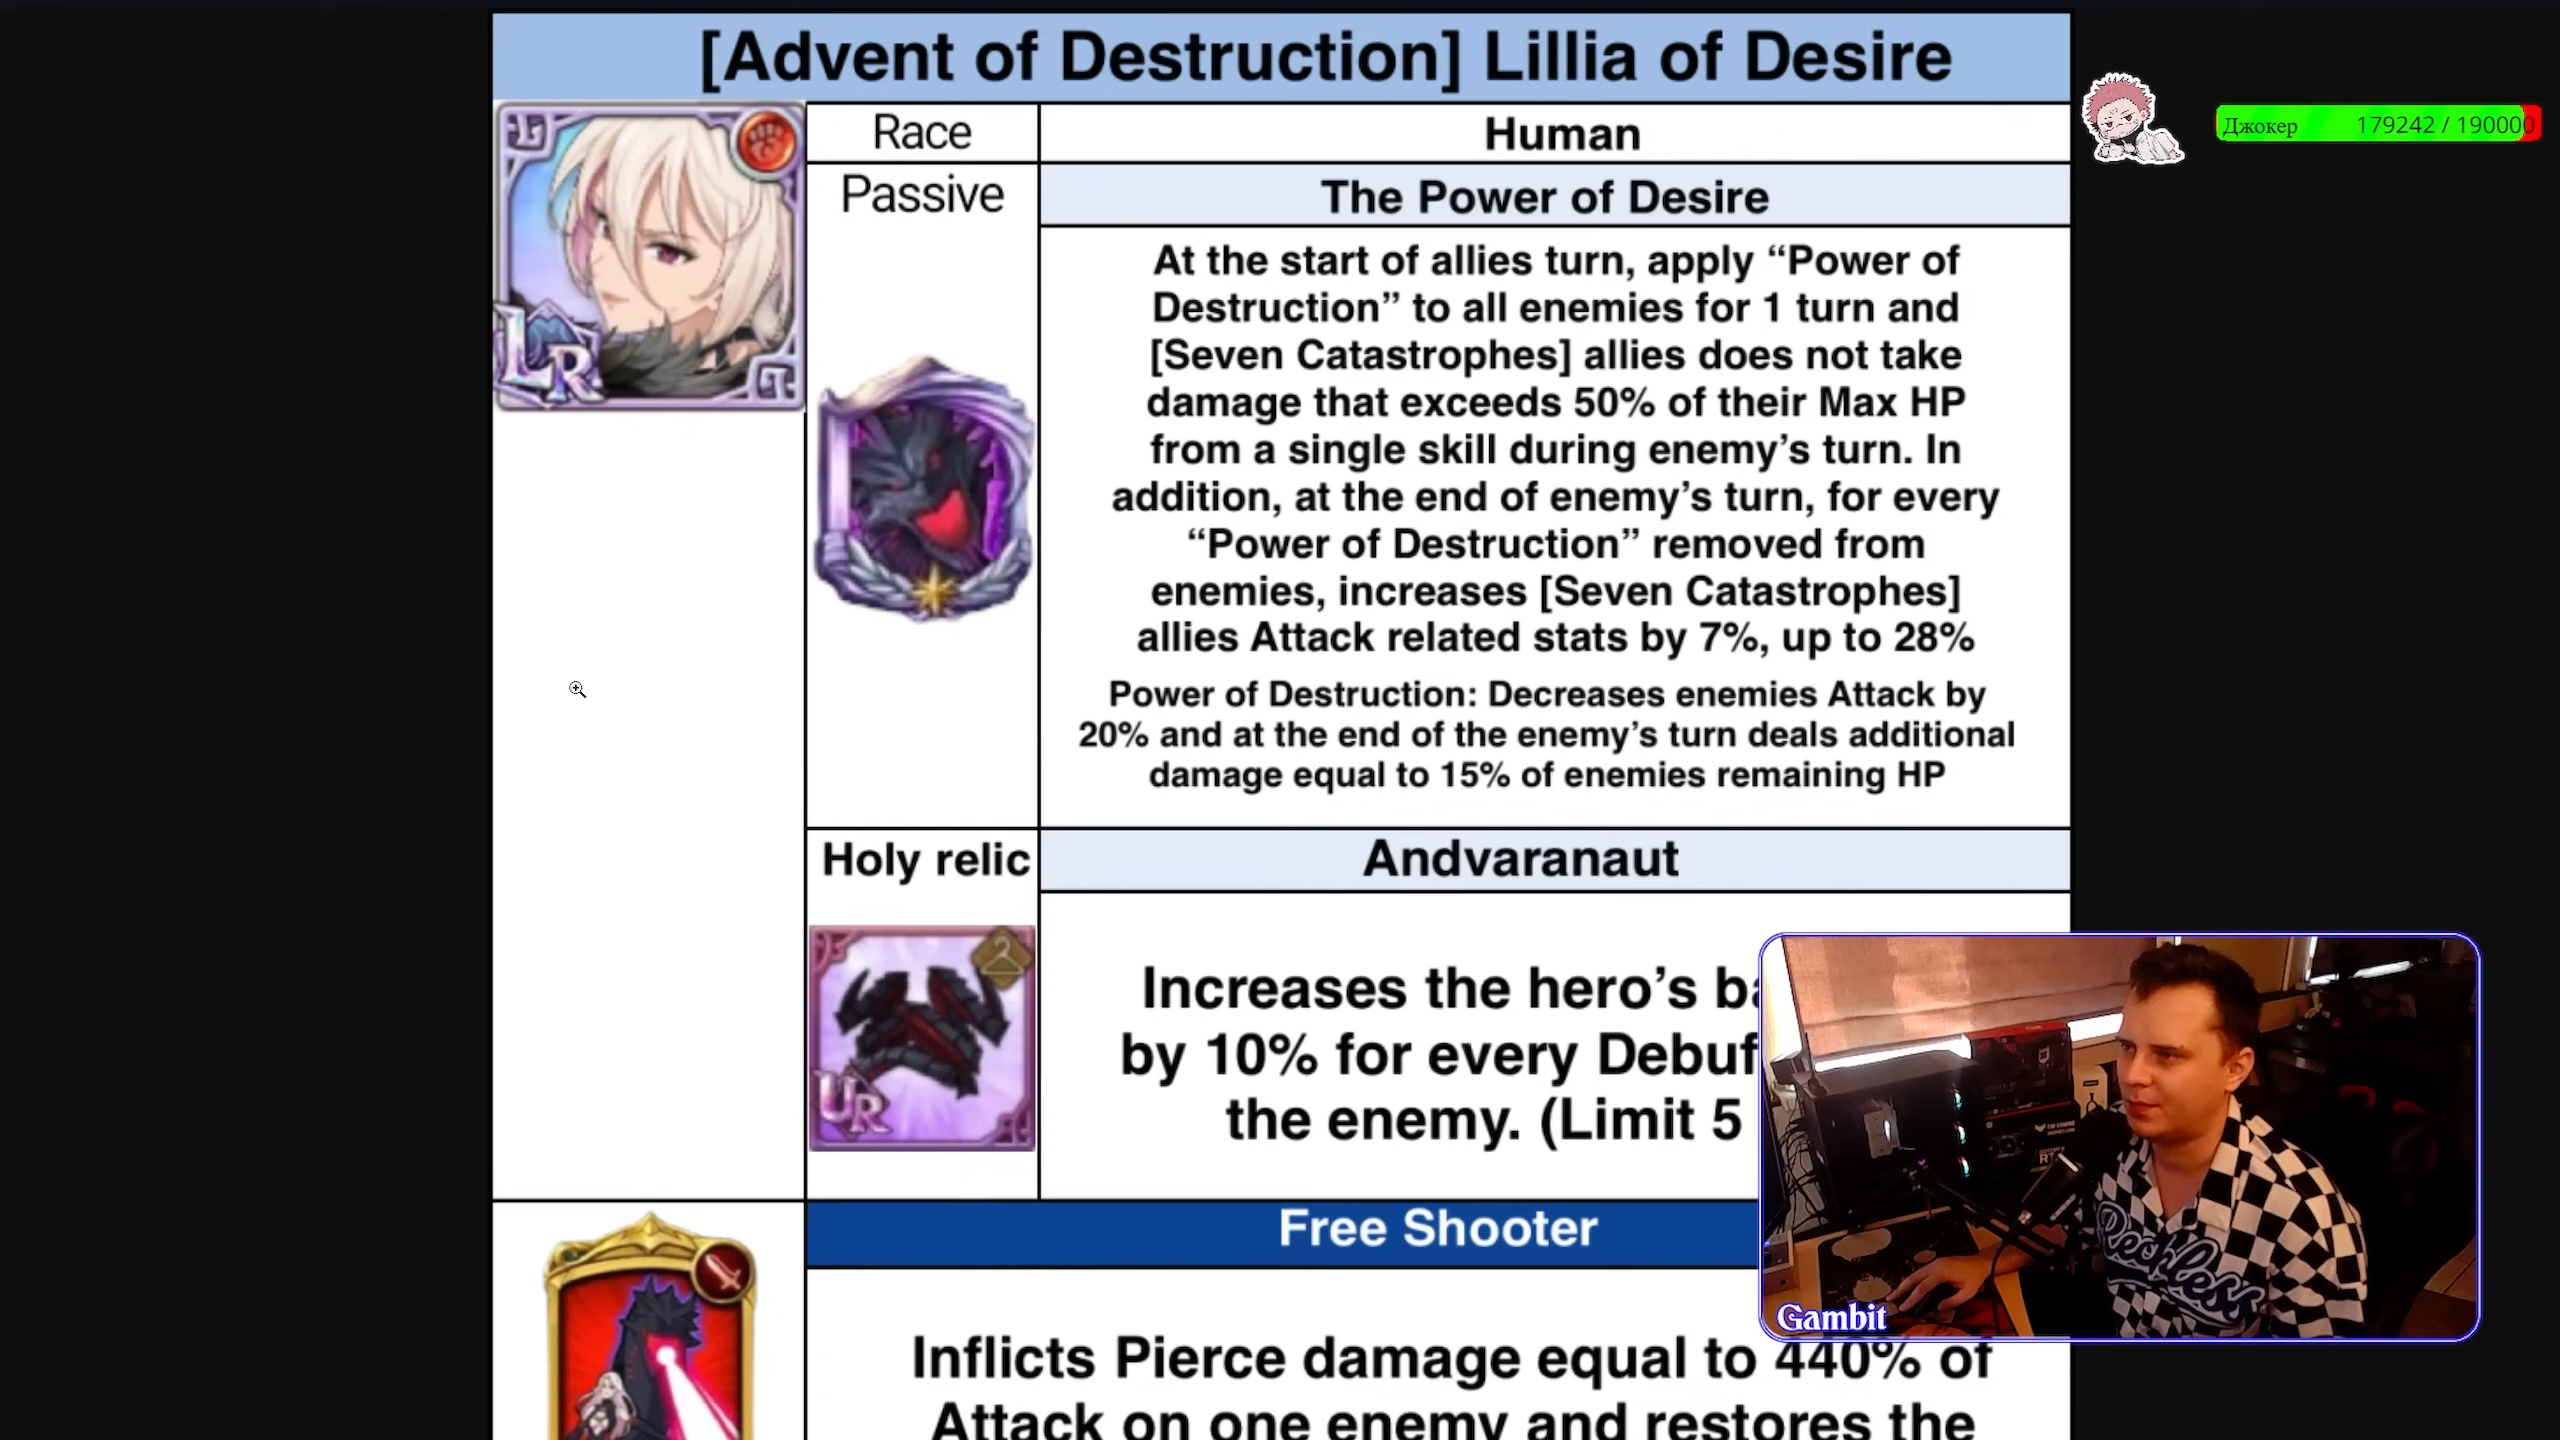 [Advent of Destruction] Lillia of Desire
Race
Human
Джокер
179242 / 190000
Passive
The Power of Desire
At the start of allies turn, apply “Power of
Destruction” to all enemies for 1 turn and
[Seven Catastrophes] allies does not take
damage that exceeds 50% of their Max HP
from a single skill during enemy’s turn. In
addition, at the end of enemy’s turn, for every
“Power of Destruction” removed from
enemies, increases [Seven Catastrophes]
allies Attack related stats by 7%, up to 28%
Power of Destruction: Decreases enemies Attack by
20% and at the end of the enemy’s turn deals additional
damage equal to 15% of enemies remaining HP
LR
Holy relic
Andvaranaut
Increases the hero’s
by 10% for every
the enemy. (Limit 5
UR
Free Shooter
Reckless
Gambit
Inflicts Pierce damage equal to 440% of
Attack on one enemy and restores the